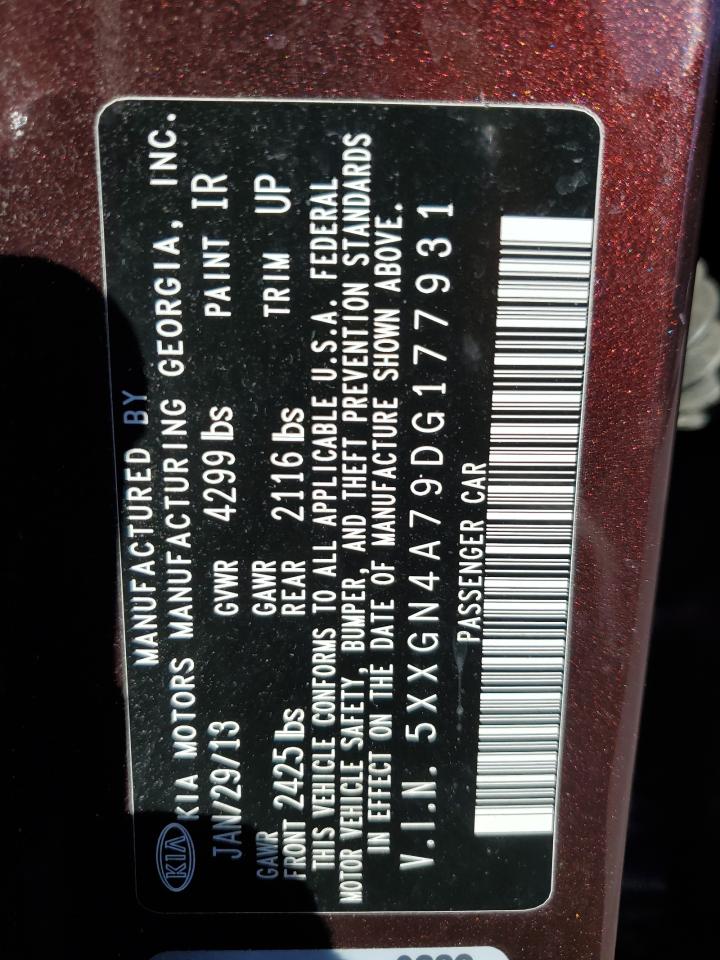 MANUFACTURED BY
KIA KIA MOTORS MANUFACTURING GEORGIA, INC.
JAN/29/13 GVWR 4299 lbs PAINT IR
GAWR FRONT 2425 lbs GAWR REAR 2116 lbs TRIM UP
THIS VEHICLE CONFORMS TO ALL APPLICABLE U.S.A. FEDERAL
MOTOR VEHICLE SAFETY, BUMPER, AND THEFT PREVENTION STANDARDS
IN EFFECT ON THE DATE OF MANUFACTURE SHOWN ABOVE.
V.I.N. 5XXGN4A79DG177931
PASSENGER CAR